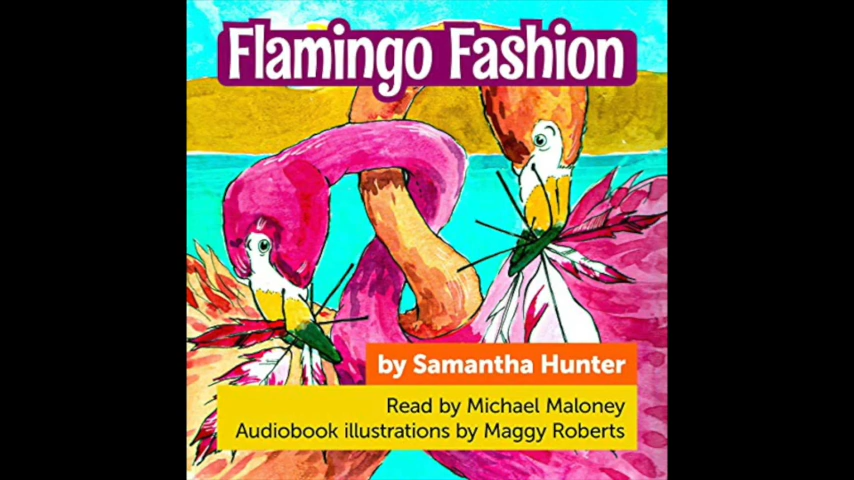 Flamingo Fashion
by Samantha Hunter
Read by Michael Maloney
Audiobook illustrations by Maggy Roberts